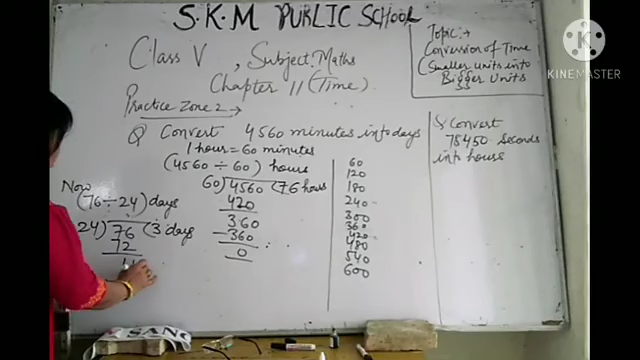 S.K.M PUBLIC SCHOOL
Class V , Subject: Maths
Chapter 11 (Time)
Topic:→
Conversion of Time
(Smaller units into
Bigger Units
KINEMASTER
Practice Zone 2
Q Convert 4560 minutes into days
1 hour = 60 minutes
(4560 ÷ 60) hours
60) 4560 (76 hours
420
360
-360
0
Now
(76 ÷ 24) days
24) 76 (3 days
72
60
120
180
240
300
360
420
480
540
600
Convert
78450 seconds
into hours